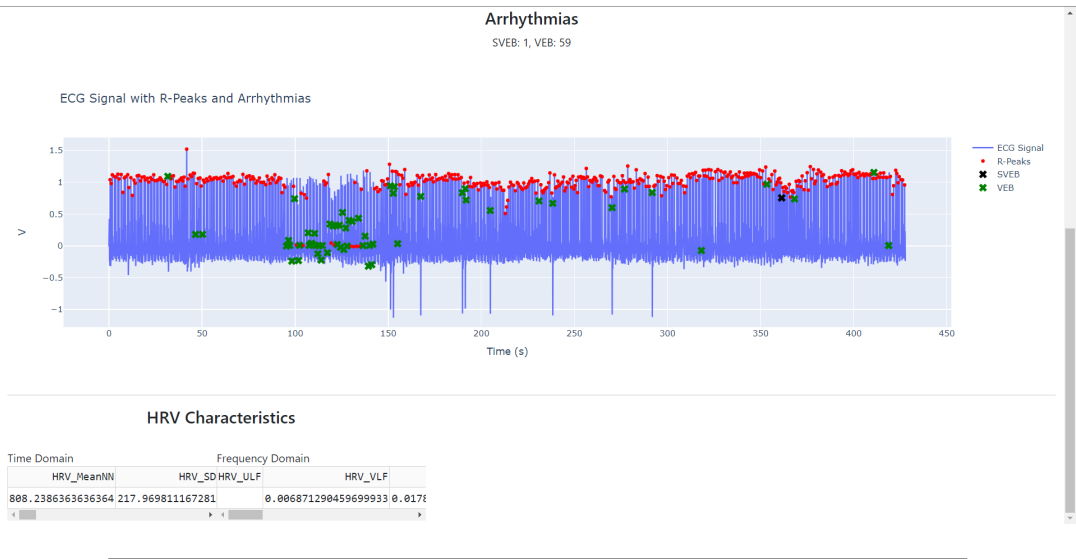 Arrhythmias
SVEB: 1, VEB: 59
ECG Signal with R-Peaks and Arrhythmias
1.5
1
0.5
0
−0.5
−1
V
0 50 100 150 200 250 300 350 400 450
Time (s)
ECG Signal
R-Peaks
SVEB
VEB
HRV Characteristics
Time Domain Frequency Domain
HRV_MeanNN HRV_SD HRV_ULF HRV_VLF
808.2386363636364 217.969811167281 0.006871290459699933 0.0178